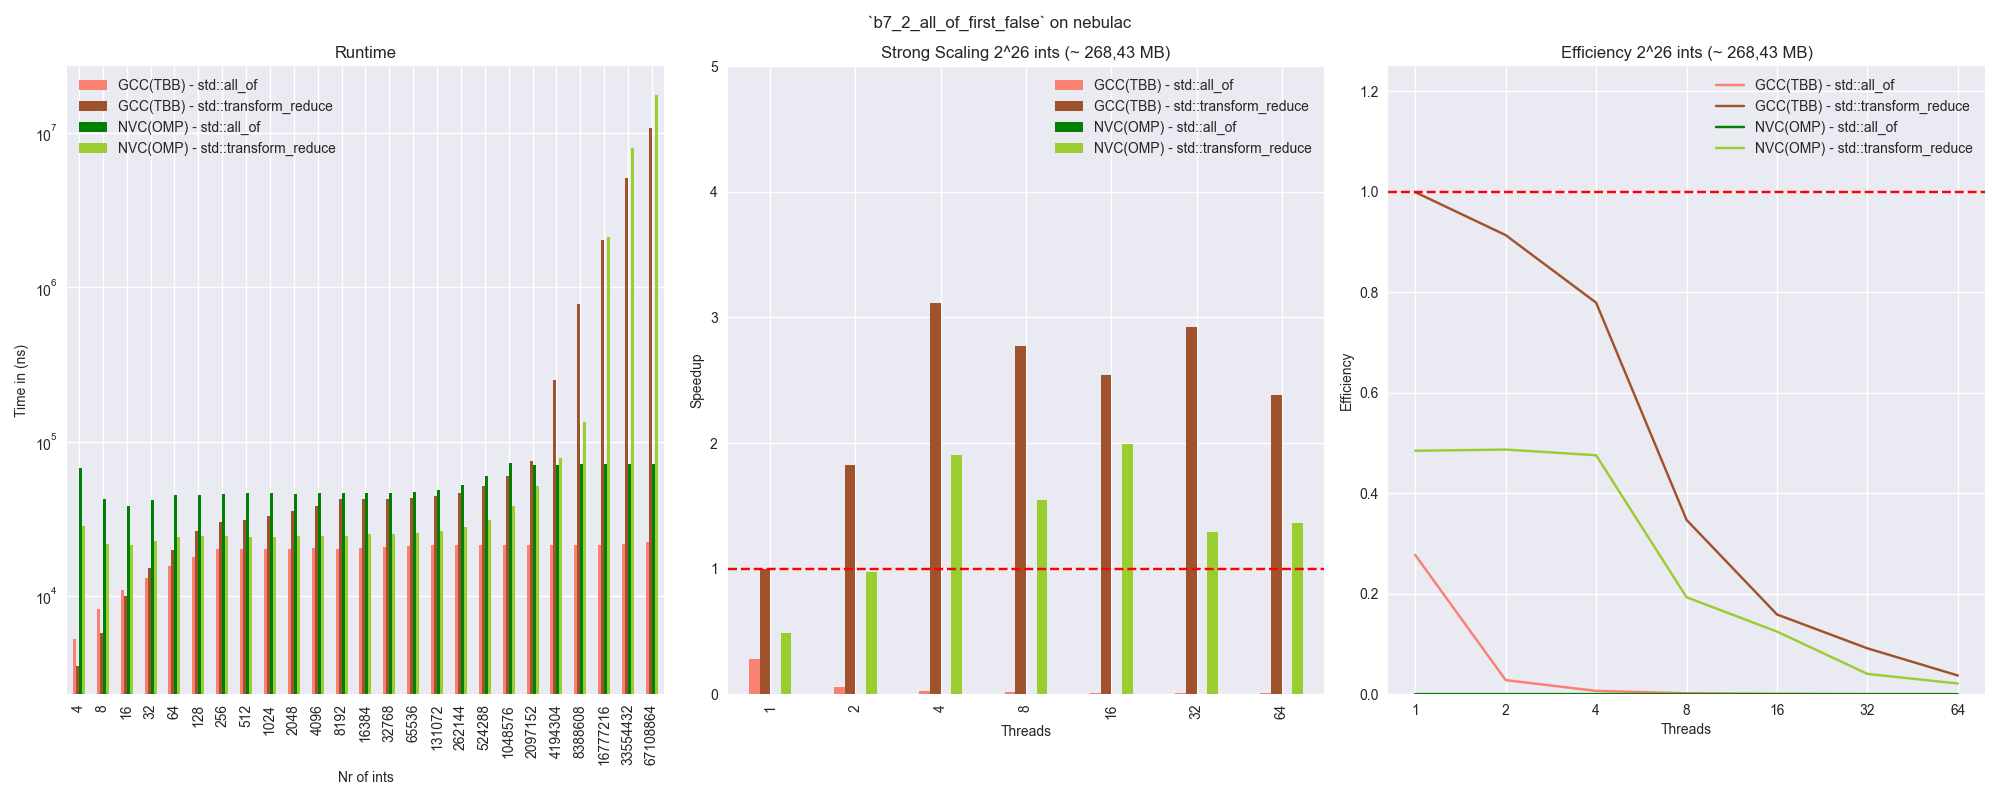 `b7_2_all_of_first_false` on nebulac
Runtime
GCC(TBB) - std::all_of
GCC(TBB) - std::transform_reduce
NVC(OMP) - std::all_of
NVC(OMP) - std::transform_reduce
10^7
10^6
10^5
10^4
Time in (ns)
4
8
16
32
64
128
256
512
1024
2048
4096
8192
16384
32768
65536
131072
262144
524288
1048576
2097152
4194304
8388608
16777216
33554432
67108864
Nr of ints
Strong Scaling 2^26 ints (~ 268,43 MB)
GCC(TBB) - std::all_of
GCC(TBB) - std::transform_reduce
NVC(OMP) - std::all_of
NVC(OMP) - std::transform_reduce
5
4
3
2
1
0
Speedup
1
2
4
8
16
32
64
Threads
Efficiency 2^26 ints (~ 268,43 MB)
GCC(TBB) - std::all_of
GCC(TBB) - std::transform_reduce
NVC(OMP) - std::all_of
NVC(OMP) - std::transform_reduce
1.2
1.0
0.8
0.6
0.4
0.2
0.0
Efficiency
1
2
4
8
16
32
64
Threads